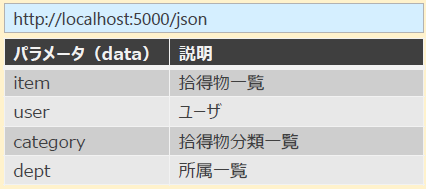 http://localhost:5000/json
パラメータ（data） 説明
item 拾得物一覧
user ユーザ
category 拾得物分類一覧
dept 所属一覧